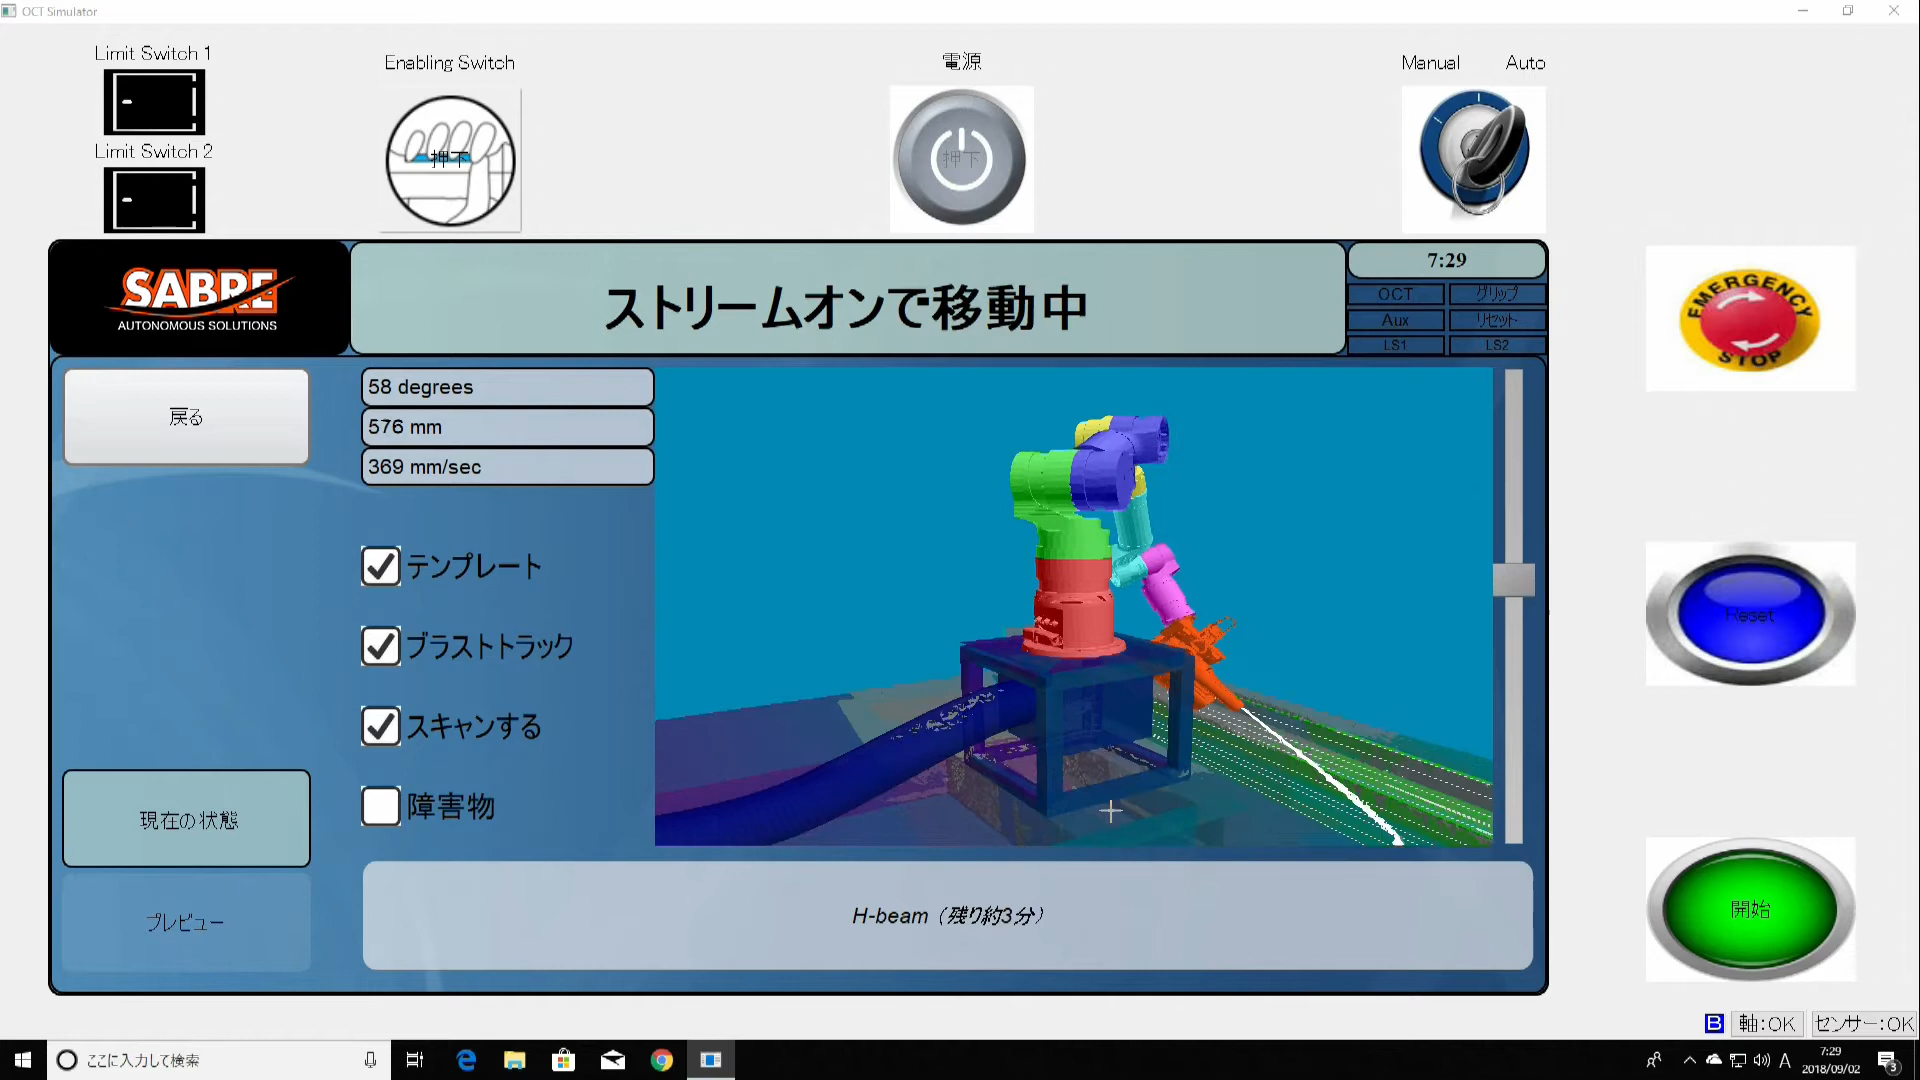 OCT Simulator
Limit Switch 1
Limit Switch 2
Enabling Switch
押下
電源
押下
Manual Auto
SABRE
AUTONOMOUS SOLUTIONS
ストリームオンで移動中
7:29
OCT グリップ
Aux リセット
LS1 LS2
EMERGENCY
STOP
戻る
58 degrees
576 mm
369 mm/sec
テンプレート
ブラストトラック
スキャンする
障害物
Reset
現在の状態
プレビュー
H-beam（残り約3分）
開始
B 軸：OK センサー：OK
ここに入力して検索
A
7:29
2018/09/02
3